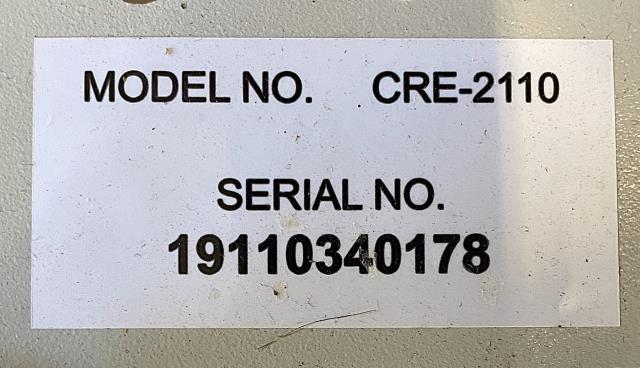 MODEL NO. CRE-2110
SERIAL NO.
19110340178